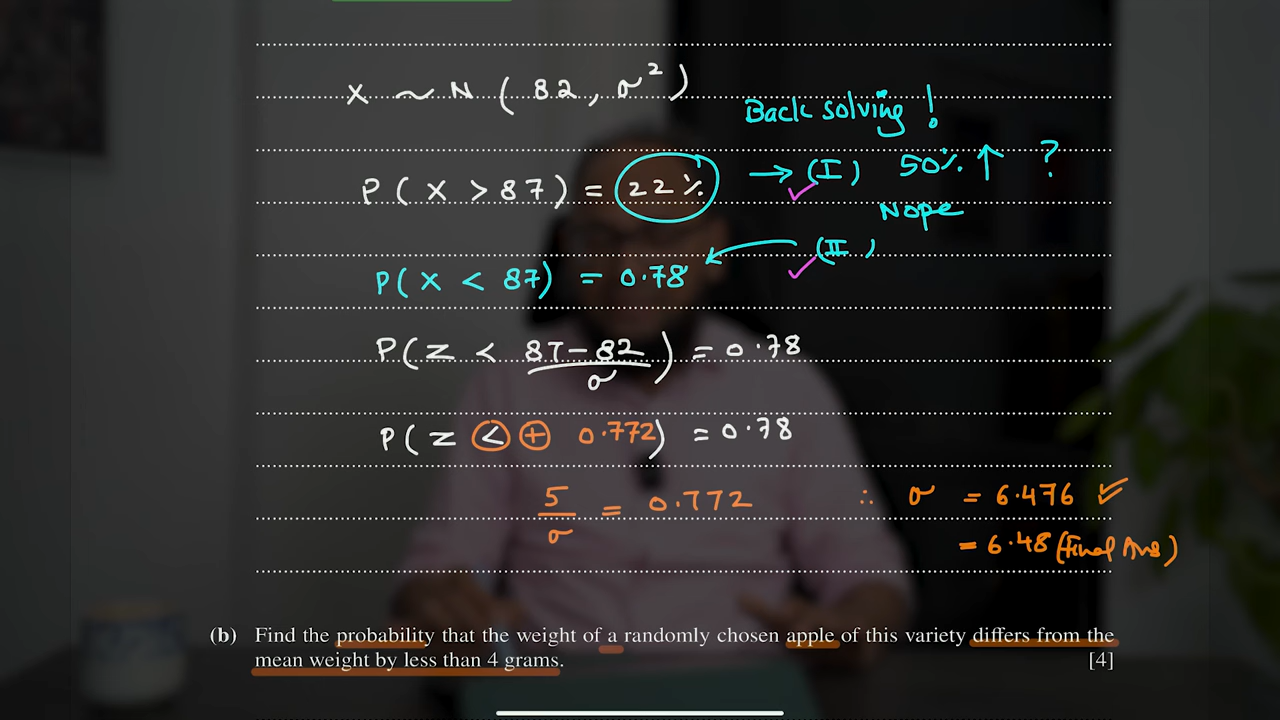 X ~ N ( 82 , σ² )
Back solving !
P ( X > 87 ) = 22% → (I) 50% ↑ ?
Nope
(II)
P( X < 87) = 0.78
P( Z < 87-82/σ ) = 0.78
P( Z < + 0.772) = 0.78
5/σ = 0.772 ∴ σ = 6.476 ✓
= 6.48 (Final Ans)
(b) Find the probability that the weight of a randomly chosen apple of this variety differs from the
mean weight by less than 4 grams. [4]